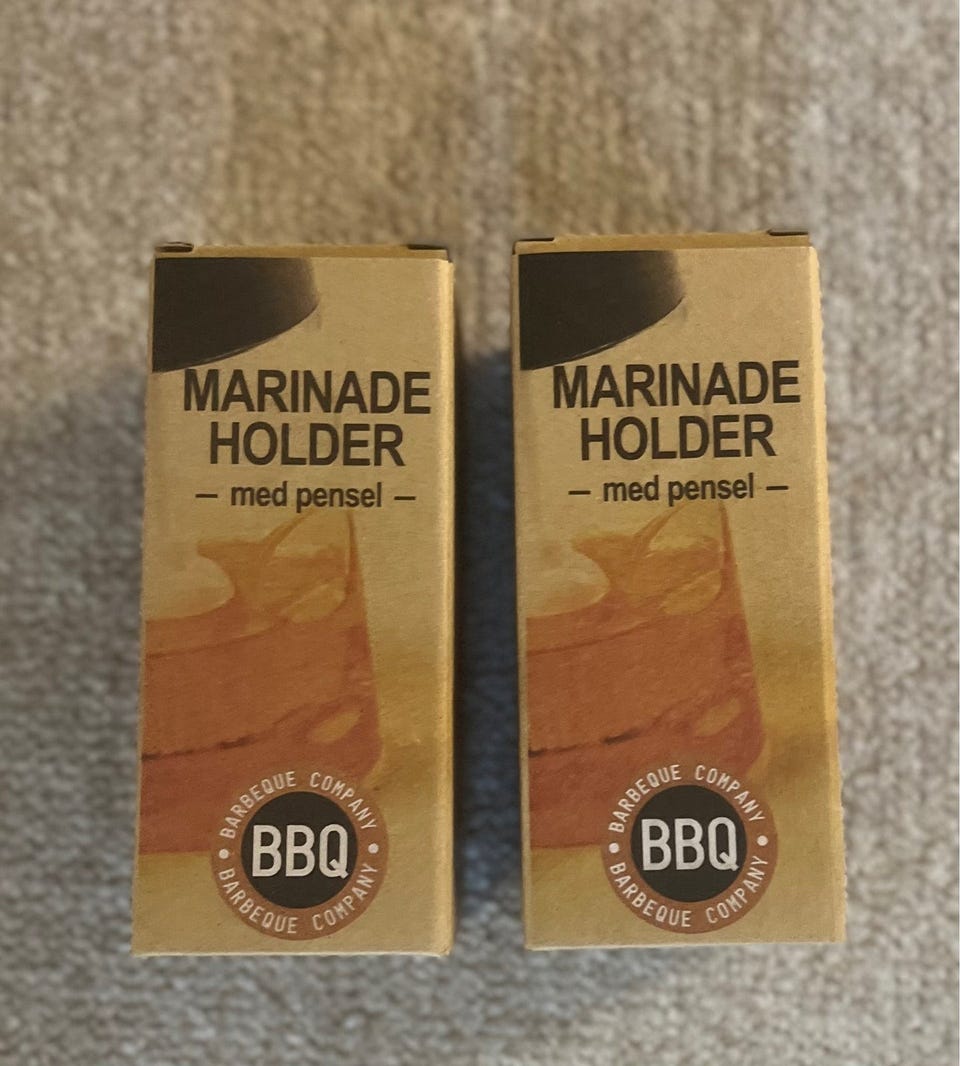 MARINADE
HOLDER
– med pensel –
BARBEQUE COMPANY
BBQ
BARBEQUE COMPANY
MARINADE
HOLDER
– med pensel –
BARBEQUE COMPANY
BBQ
BARBEQUE COMPANY